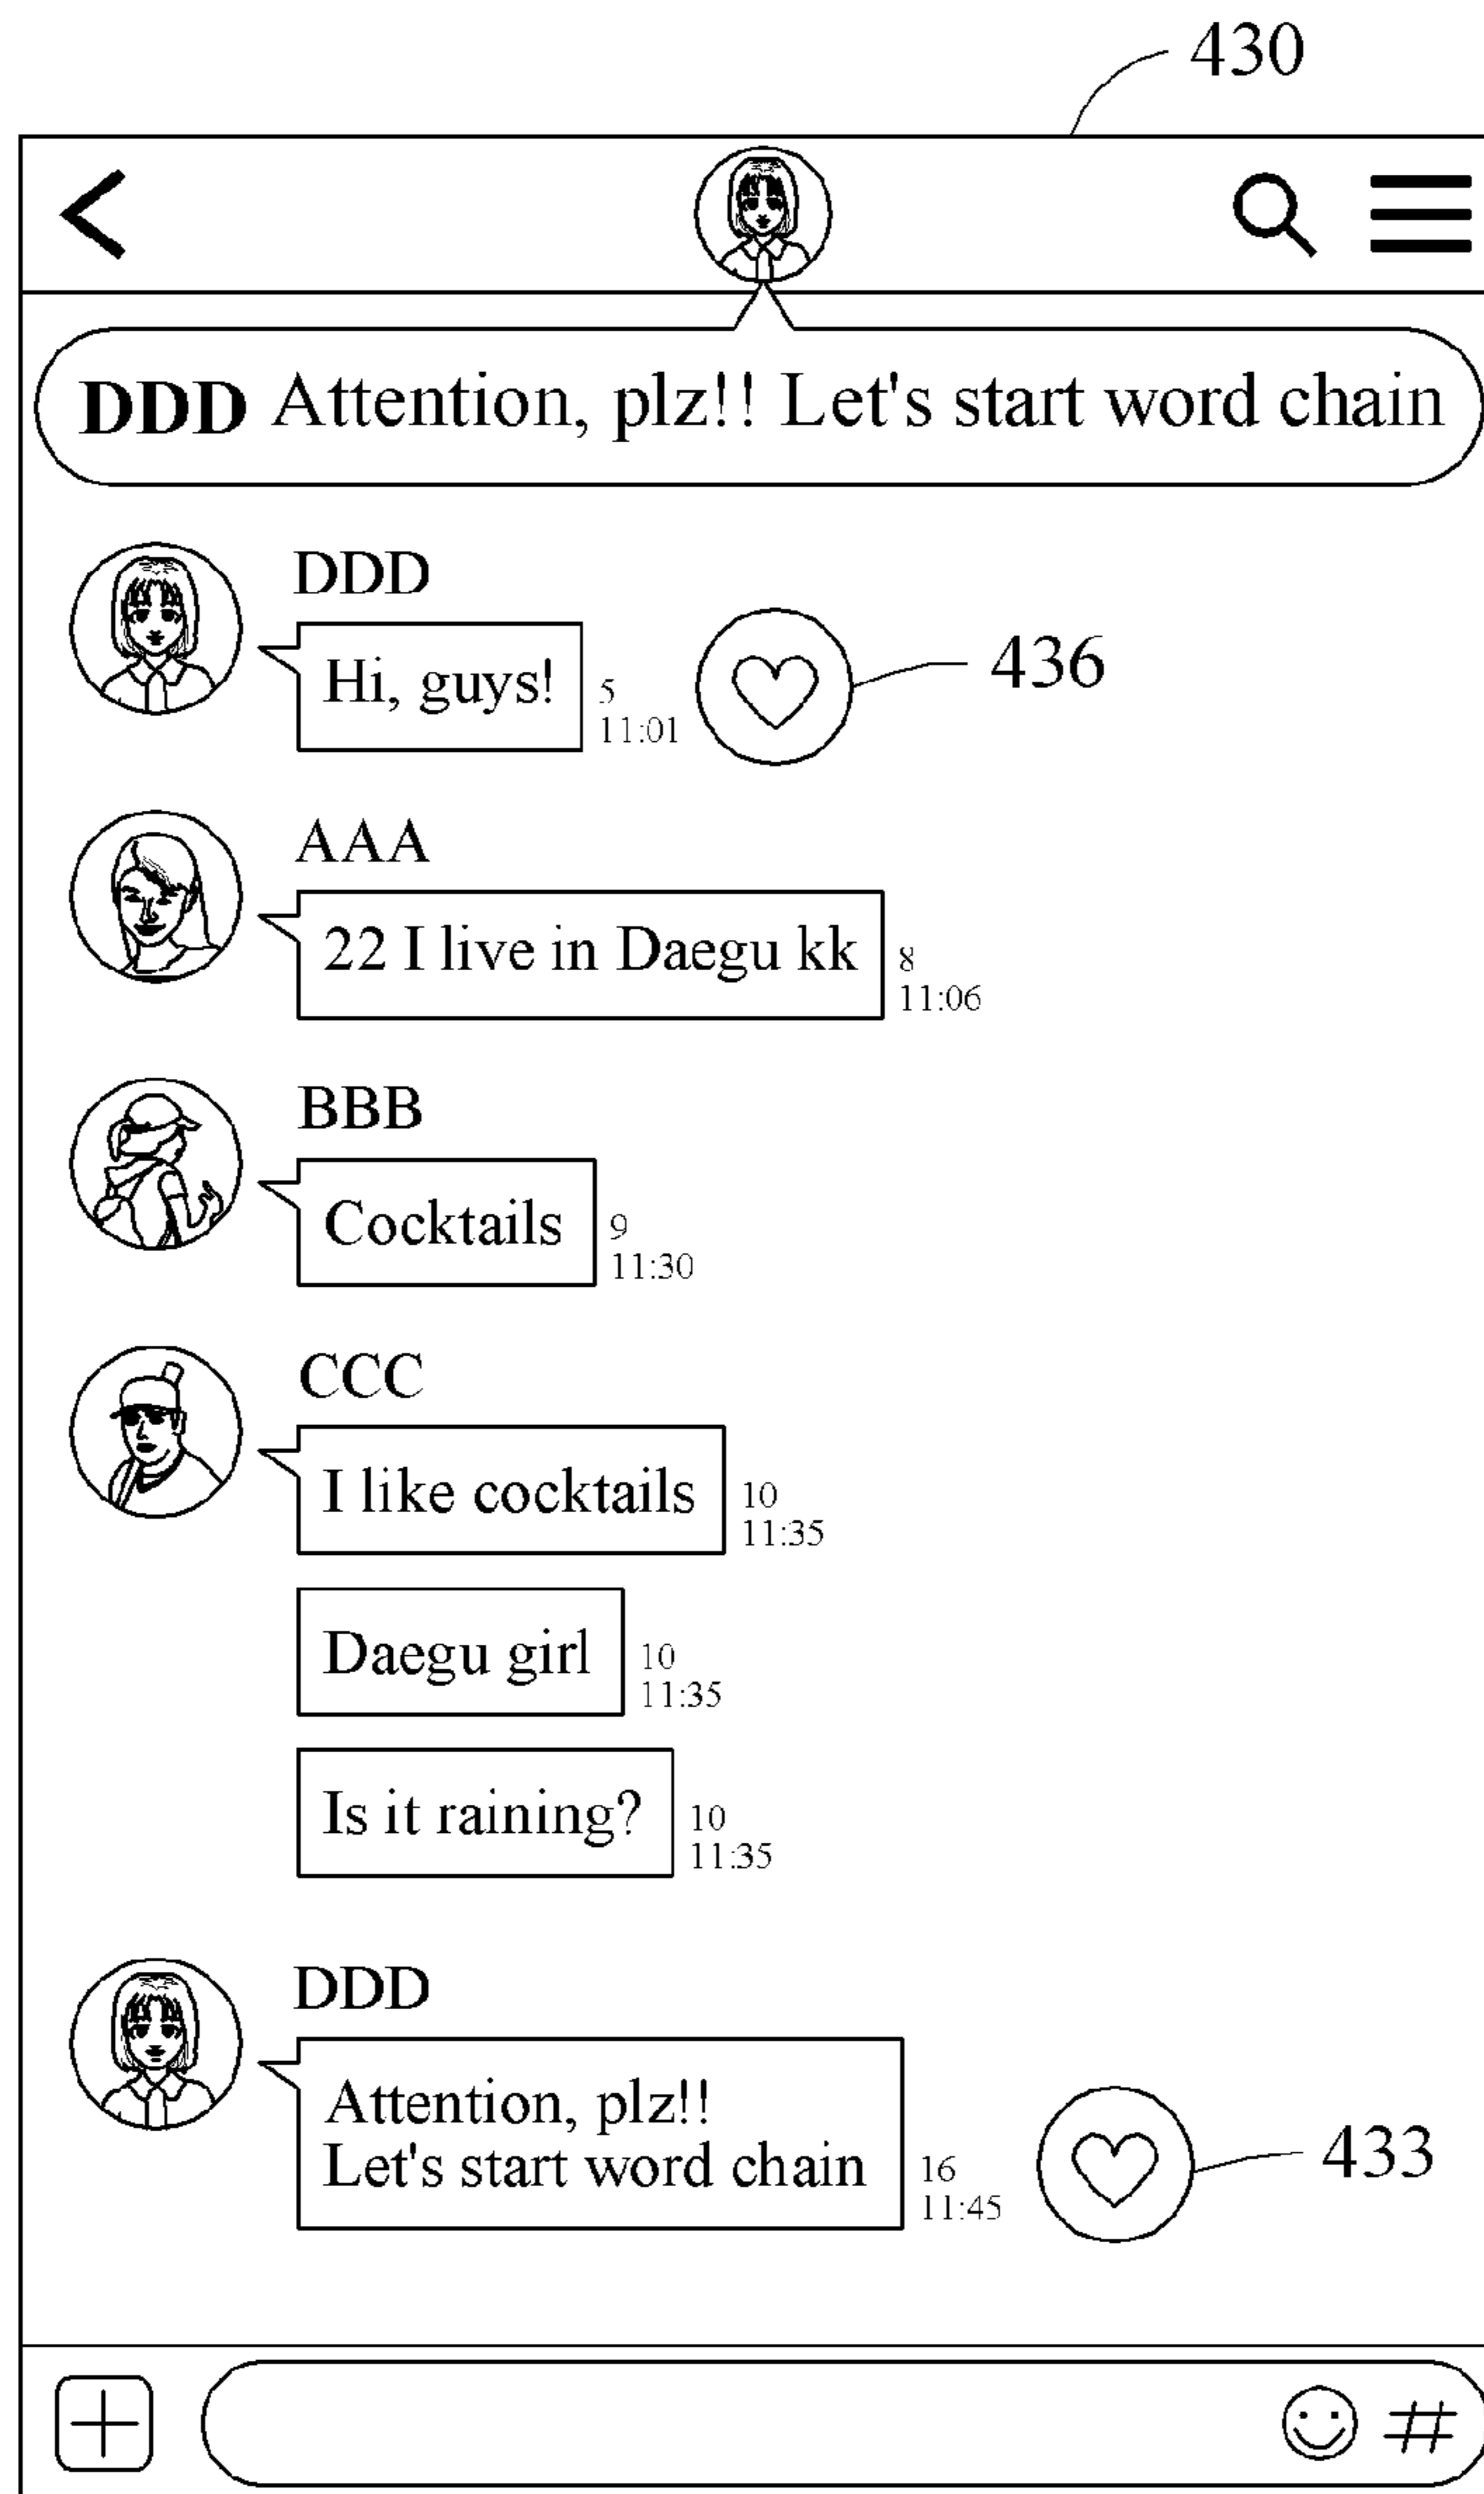 430
DDD Attention, plz!! Let's start word chain
DDD
Hi, guys!
5
11:01
436
AAA
22 I live in Daegu kk
8
11:06
BBB
Cocktails
9
11:30
CCC
I like cocktails
10
11:35
Daegu girl
10
11:35
Is it raining?
10
11:35
DDD
Attention, plz!!
Let's start word chain
16
11:45
433
#